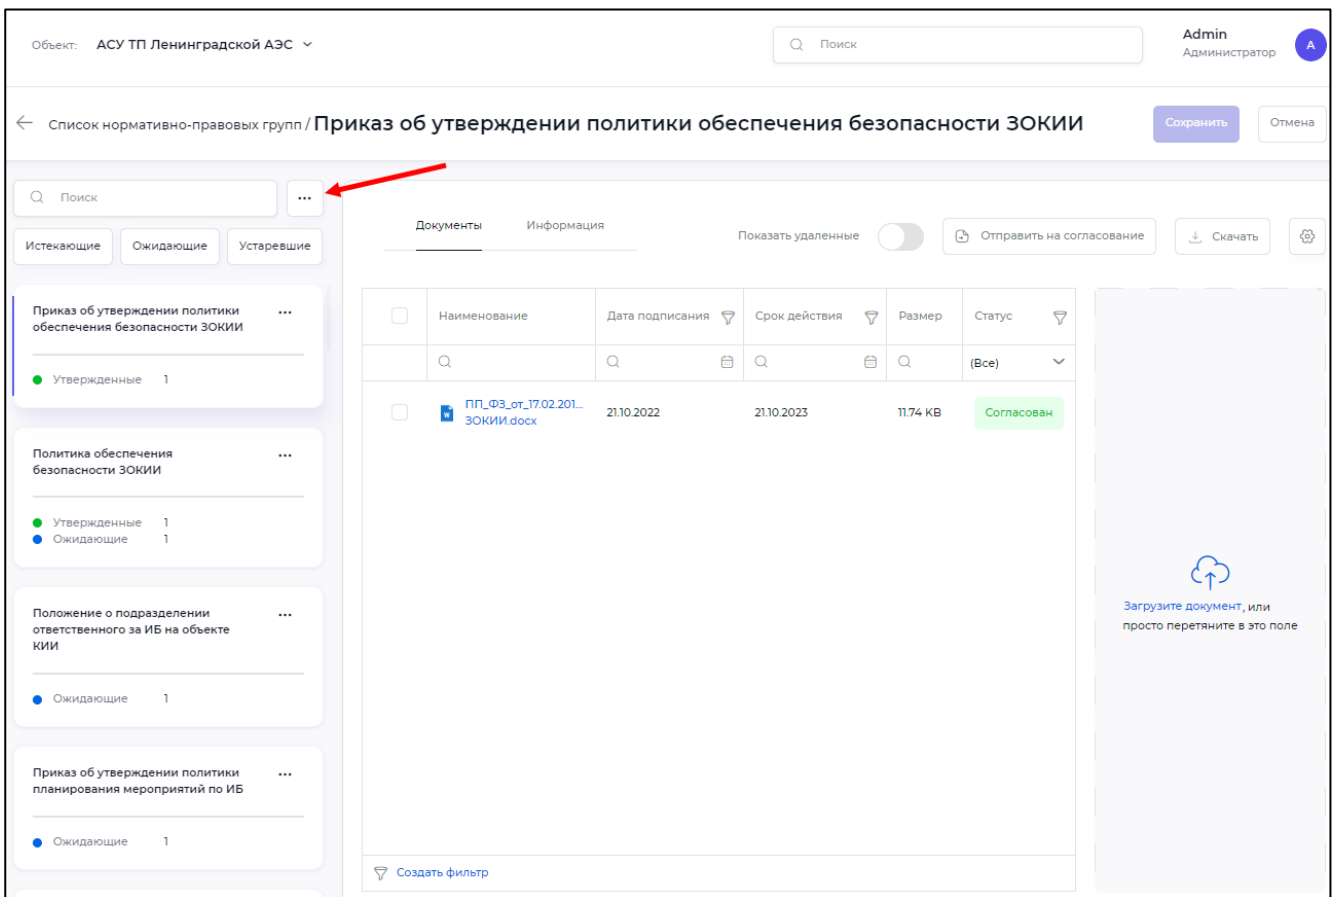 Объект: АСУ ТП Ленинградской АЭС
Поиск
Admin
Администратор
A
Список нормативно-правовых групп / Приказ об утверждении политики обеспечения безопасности ЗОКИИ
Сохранить
Отмена
Поиск
...
Истекающие
Ожидающие
Устаревшие
Приказ об утверждении политики
обеспечения безопасности ЗОКИИ
...
Утвержденные 1
Политика обеспечения
безопасности ЗОКИИ
...
Утвержденные 1
Ожидающие 1
Положение о подразделении
ответственного за ИБ на объекте
КИИ
...
Ожидающие 1
Приказ об утверждении политики
планирования мероприятий по ИБ
...
Ожидающие 1
Документы
Информация
Показать удаленные
Отправить на согласование
Скачать
Наименование
Дата подписания
Срок действия
Размер
Статус
(Все)
W
ПП_ФЗ_от_17.02.201...
ЗОКИИ.docx
21.10.2022
21.10.2023
11.74 KB
Согласован
Загрузите документ, или
просто перетяните в это поле
Создать фильтр